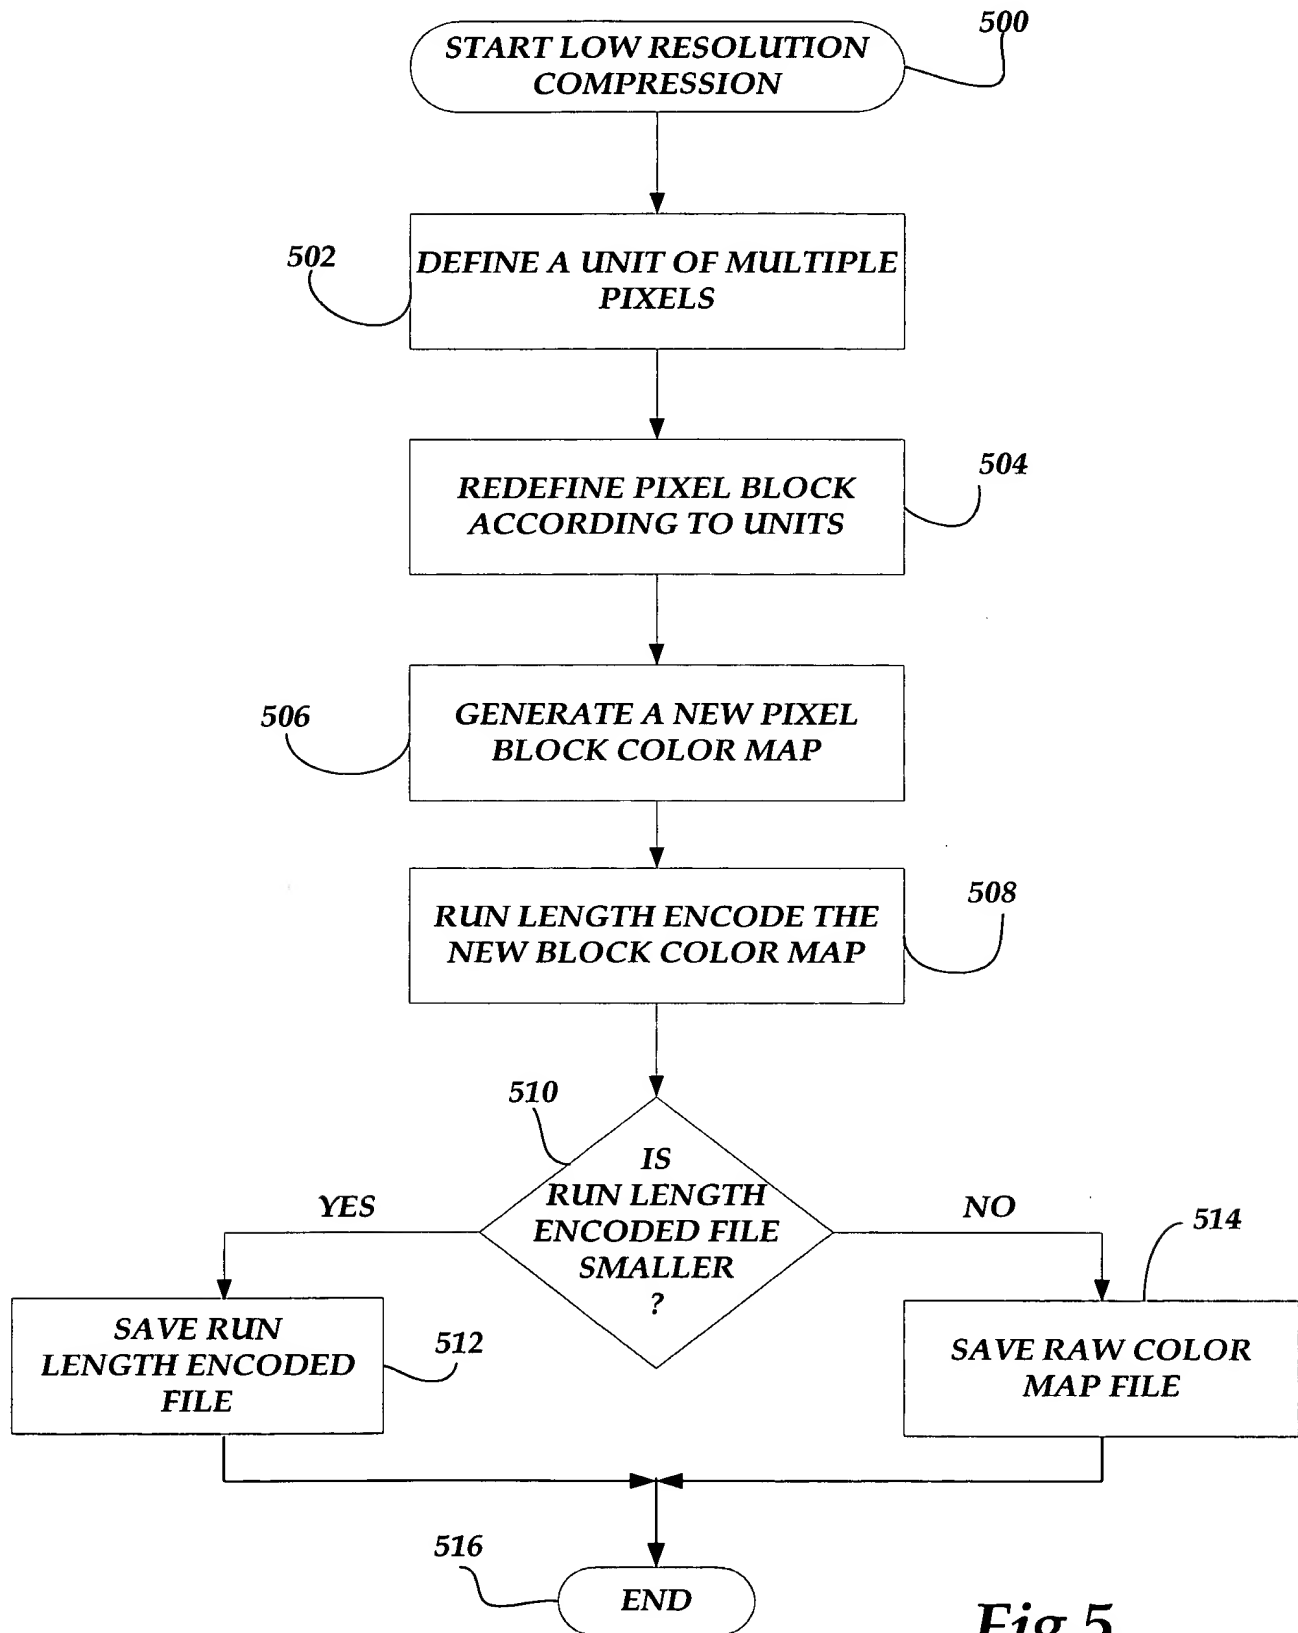 500
START LOW RESOLUTION
COMPRESSION
502
DEFINE A UNIT OF MULTIPLE
PIXELS
504
REDEFINE PIXEL BLOCK
ACCORDING TO UNITS
506
GENERATE A NEW PIXEL
BLOCK COLOR MAP
508
RUN LENGTH ENCODE THE
NEW BLOCK COLOR MAP
510
IS
RUN LENGTH
ENCODED FILE
SMALLER
?
YES
NO
514
SAVE RUN
LENGTH ENCODED
FILE
512
SAVE RAW COLOR
MAP FILE
516
END
Fig.5